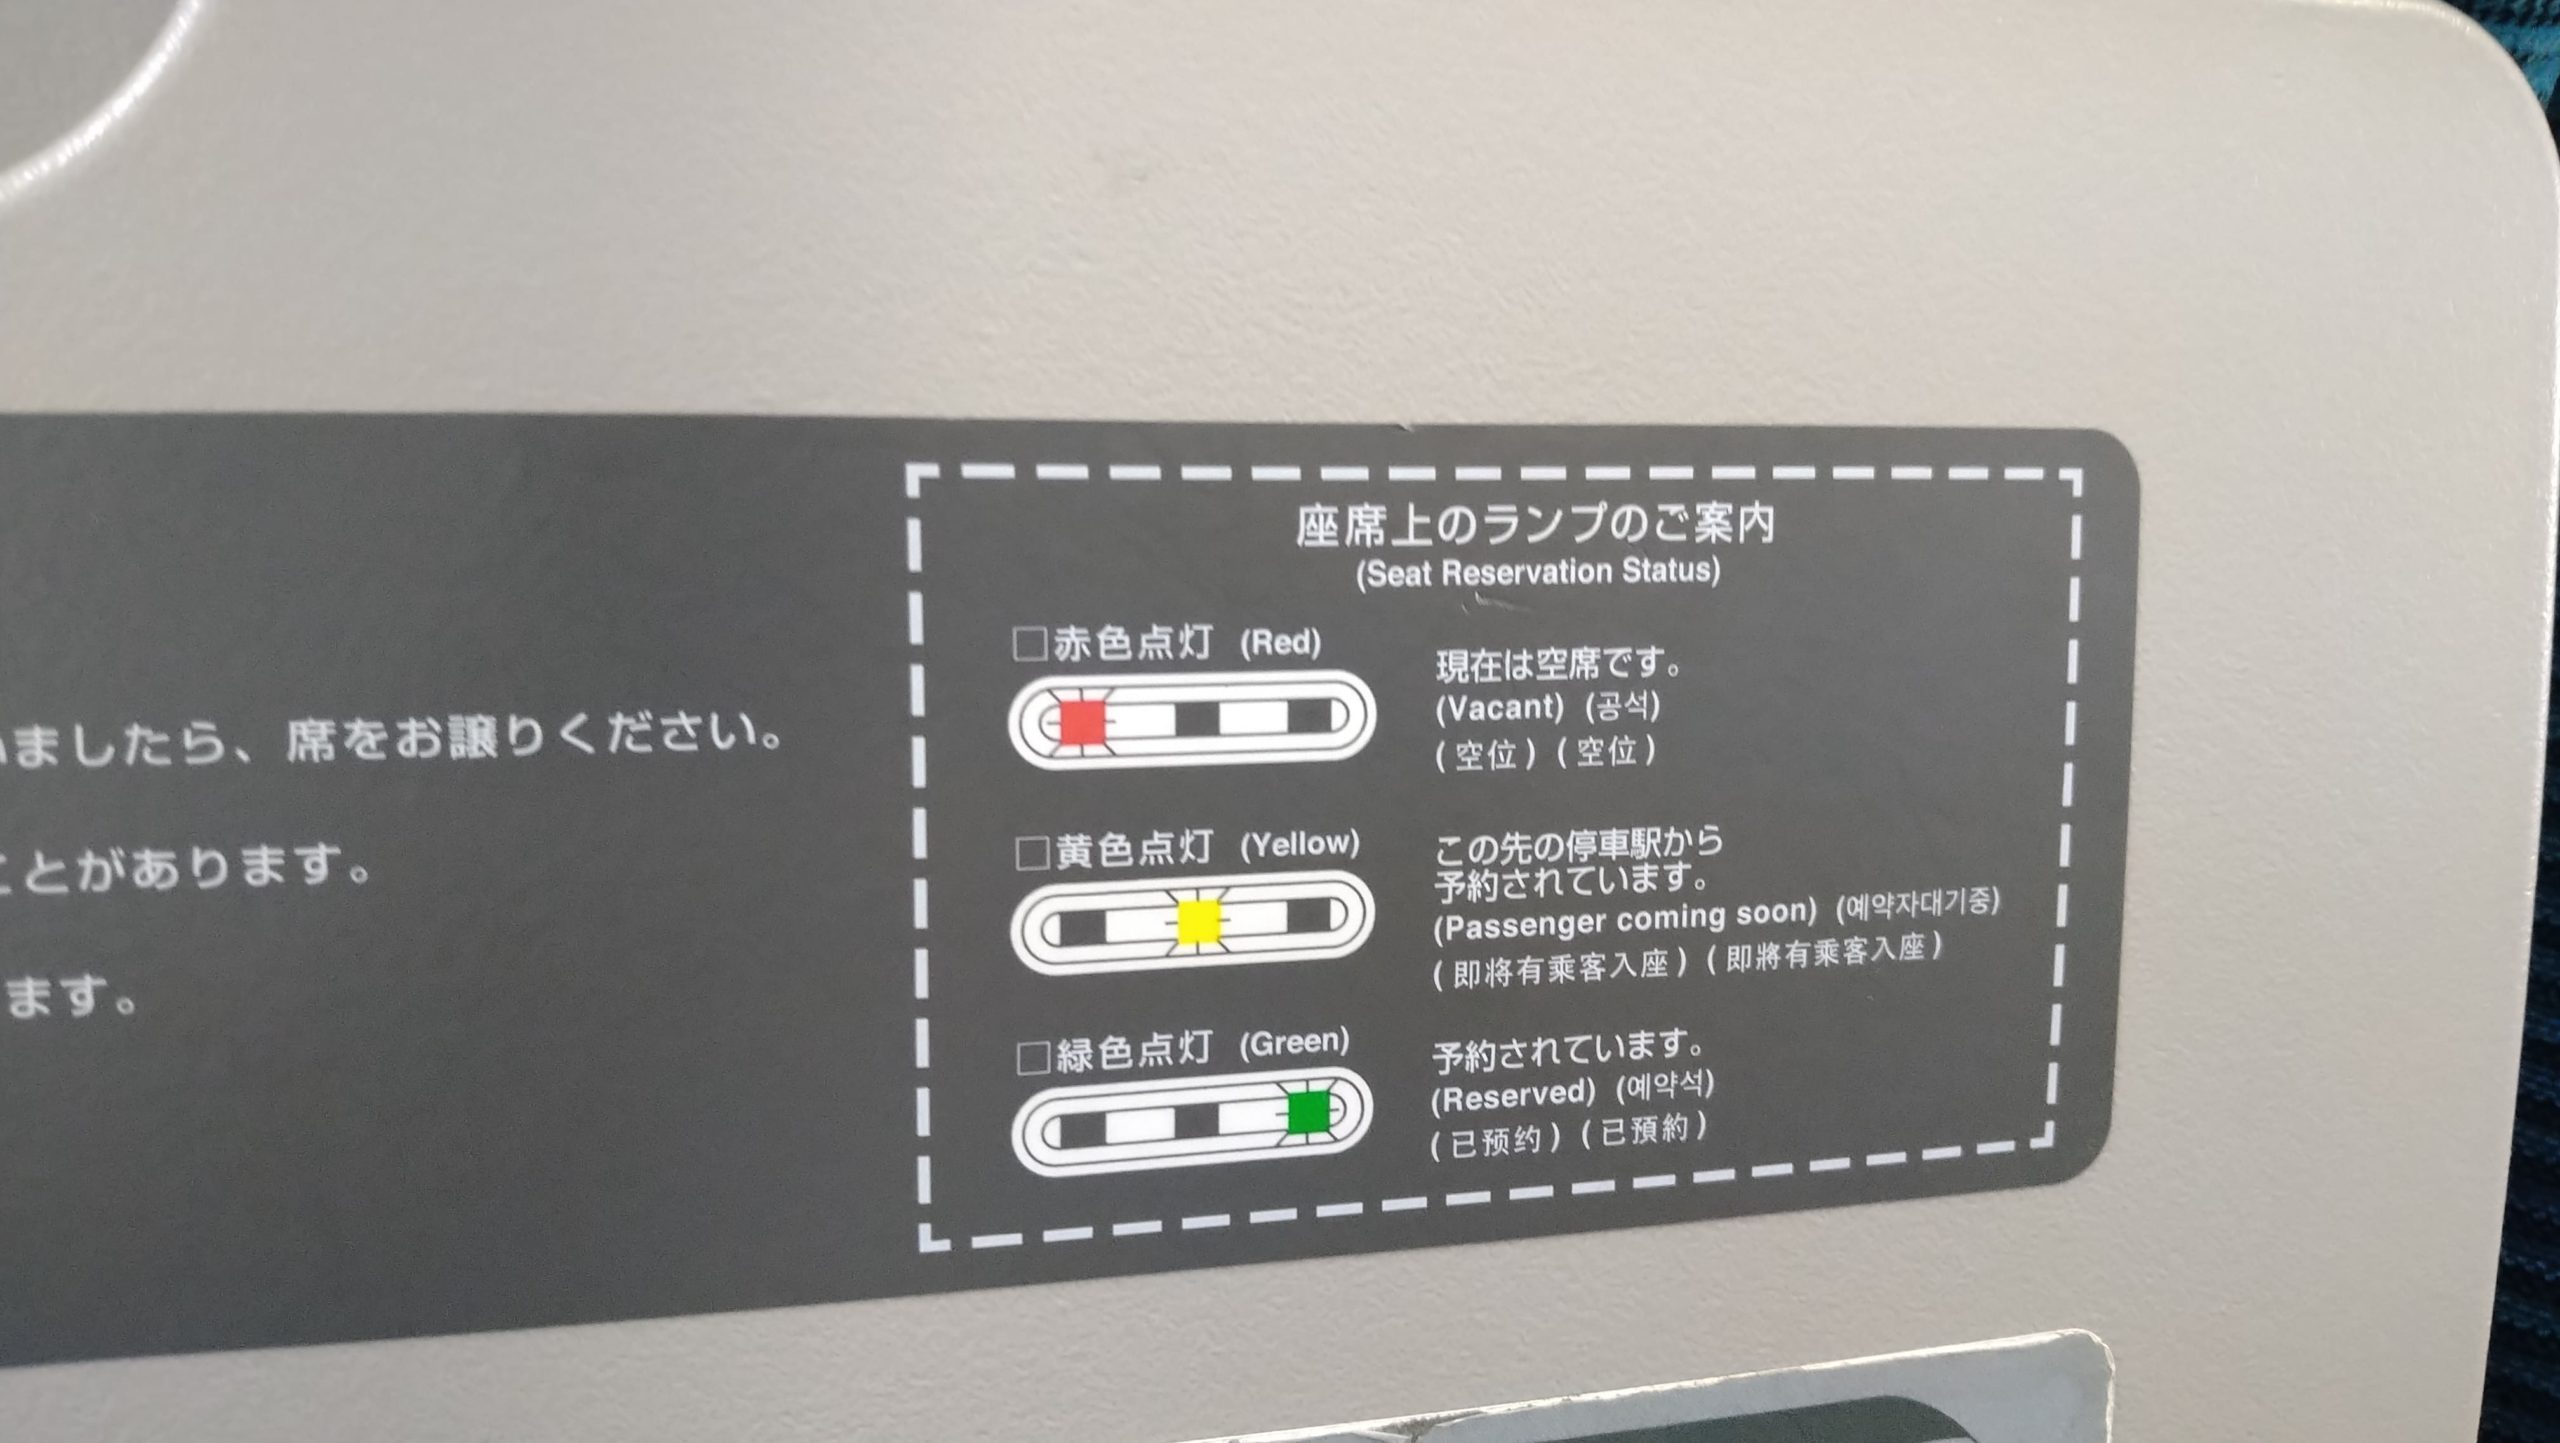 いましたら、席をお譲りください。
ことがあります。
ます。
座席上のランプのご案内
(Seat Reservation Status)
□赤色点灯 (Red)
現在は空席です。
(Vacant) (공석)
(空位) (空位)
□黄色点灯 (Yellow)
この先の停車駅から
予約されています。
(Passenger coming soon) (예약자대기중)
(即将有乘客入座) (即將有乘客入座)
□緑色点灯 (Green)
予約されています。
(Reserved) (예약석)
(已预约) (已預約)